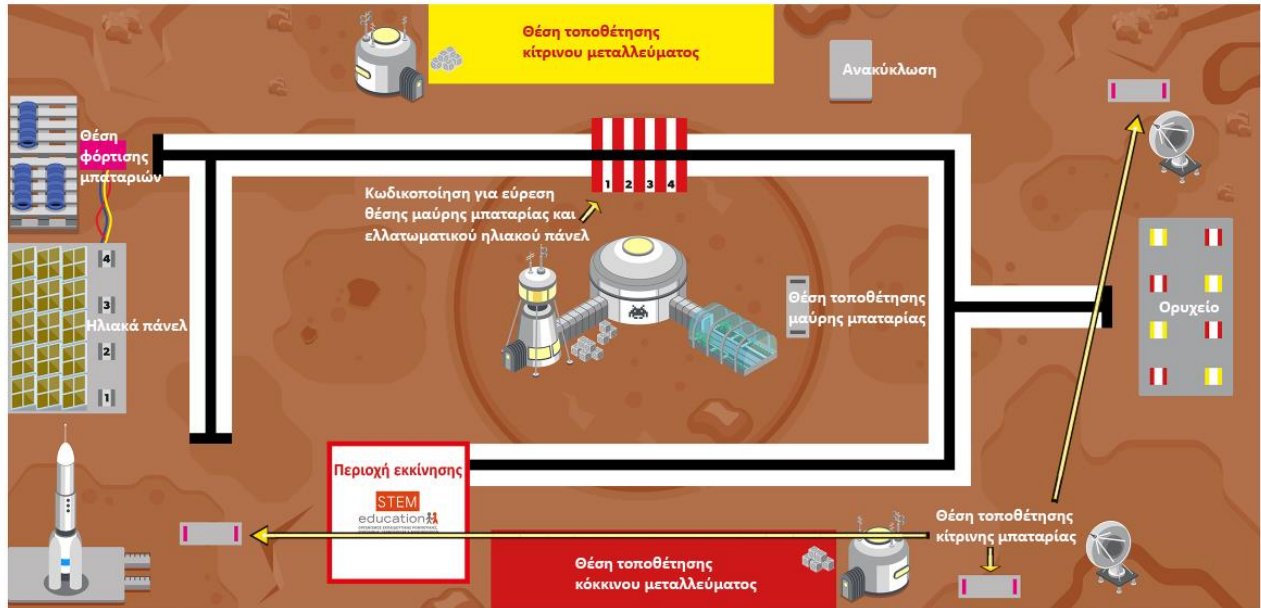 Θέση τοποθέτησης
κίτρινου μεταλλεύματος
Ανακύκλωση
Θέση
φόρτισης
μπαταριών
1 2 3 4
Κωδικοποίηση για εύρεση
θέσης μαύρης μπαταρίας και
ελλατωματικού ηλιακού πάνελ
4
3
Ηλιακά πάνελ
2
1
Θέση τοποθέτησης
μαύρης μπαταρίας
Ορυχείο
Περιοχή εκκίνησης
STEM
education
Θέση τοποθέτησης
κίτρινης μπαταρίας
Θέση τοποθέτησης
κόκκινου μεταλλεύματος